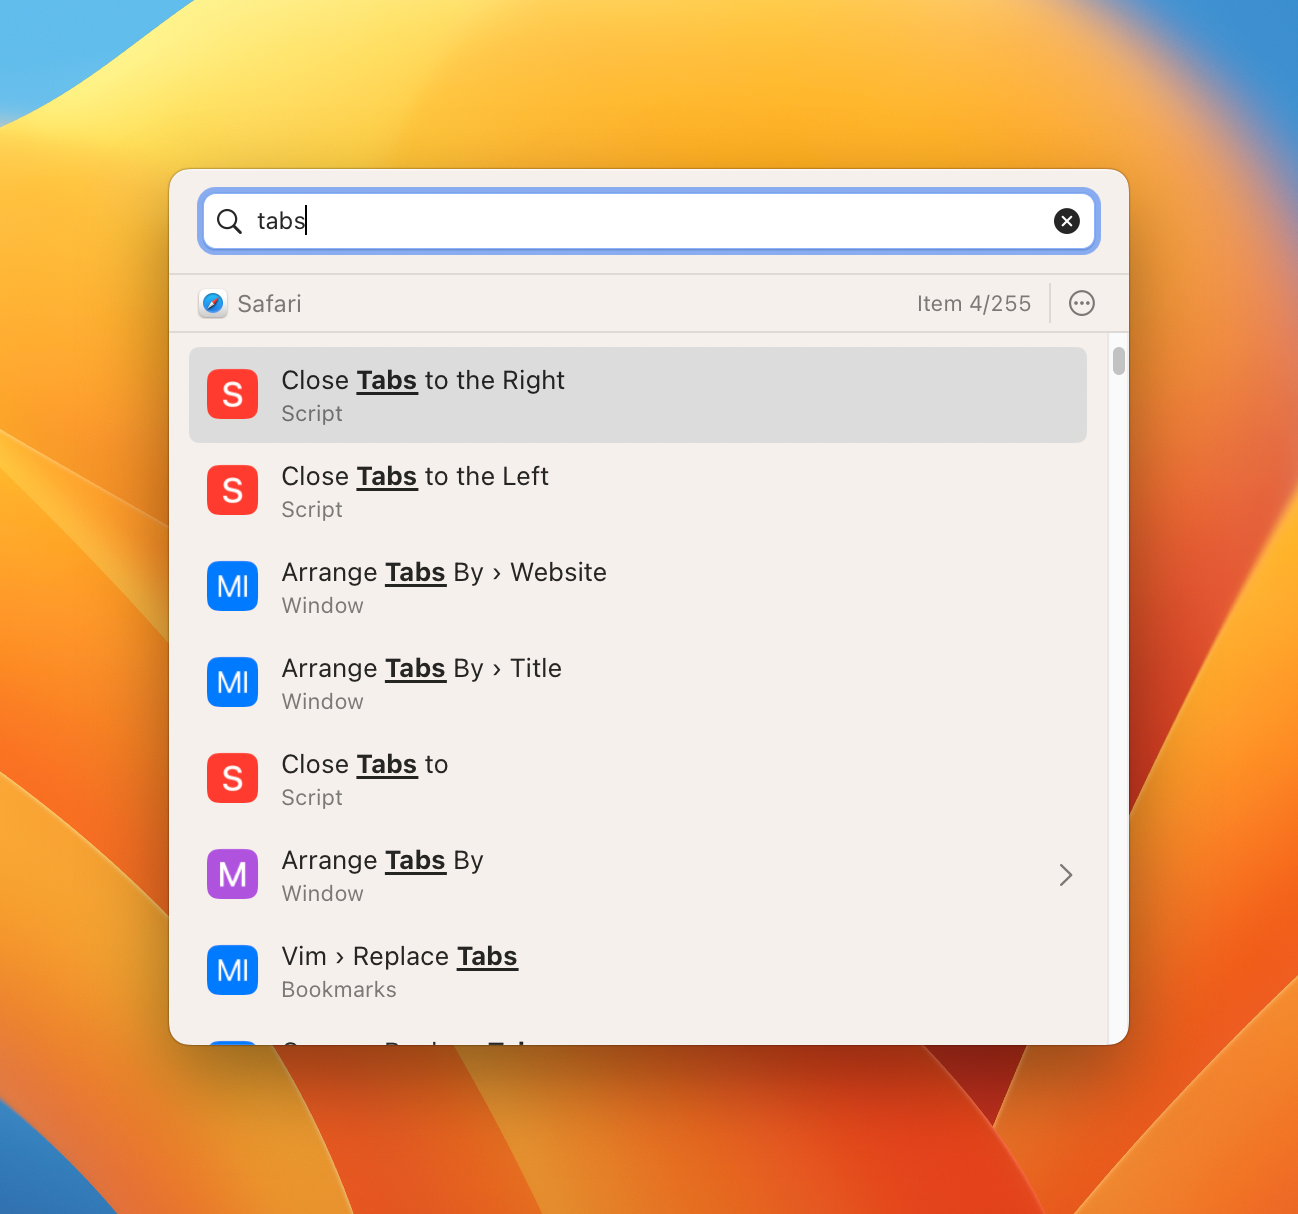 tabs
Safari
Item 4/255
S
Close Tabs to the Right
Script
S
Close Tabs to the Left
Script
MI
Arrange Tabs By › Website
Window
MI
Arrange Tabs By › Title
Window
S
Close Tabs to
Script
M
Arrange Tabs By
Window
MI
Vim › Replace Tabs
Bookmarks